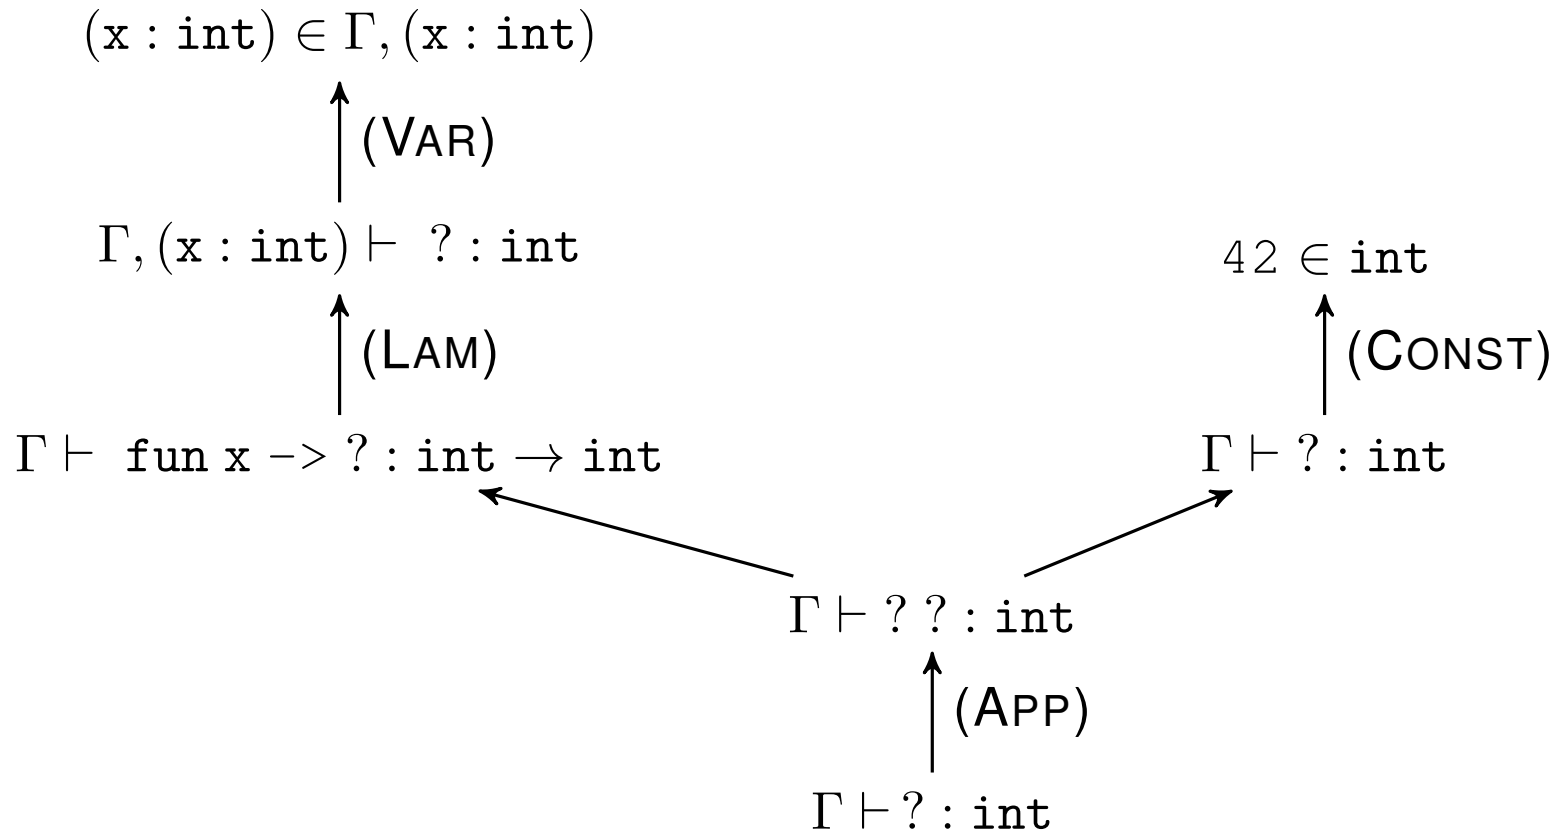 (x : int) ∈ Γ, (x : int)
(VAR)
Γ, (x : int) ⊢ ? : int
42 ∈ int
(LAM)
(CONST)
Γ ⊢ fun x -> ? : int → int
Γ ⊢ ? : int
Γ ⊢ ? ? : int
(APP)
Γ ⊢ ? : int